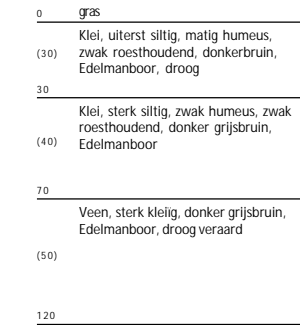 0 gras
Klei, uiterst siltig, matig humeus,
(30) zwak roesthoudend, donkerbruin,
Edelmanboor, droog
30
Klei, sterk siltig, zwak humeus, zwak
roesthoudend, donker grijsbruin,
(40) Edelmanboor
70
Veen, sterk kleiïg, donker grijsbruin,
Edelmanboor, droog veraard
(50)
120